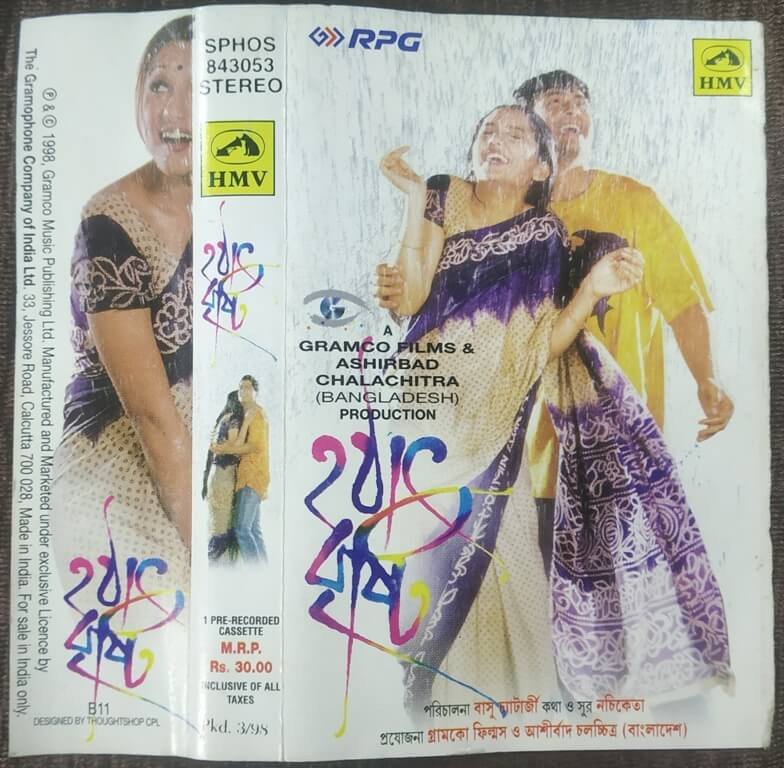 The Gramophone Company of India Ltd. 33, Jessore Road, Calcutta 700 028, Made in India. For sale in India only.
℗ & © 1998, Gramco Music Publishing Ltd. Manufactured and Marketed under exclusive Licence by
হঠাৎ
বৃষ্টি
B11
DESIGNED BY THOUGHTSHOP CPL
SPHOS
843053
STEREO
HMV
হঠাৎ
বৃষ্টি
1 PRE-RECORDED
CASSETTE
M.R.P.
Rs. 30.00
INCLUSIVE OF ALL
TAXES
Pkd. 3/98
RPG
HMV
A
GRAMCO FILMS &
ASHIRBAD
CHALACHITRA
(BANGLADESH)
PRODUCTION
হঠাৎ
বৃষ্টি
পরিচালনা বাসু চ্যাটার্জী কথা ও সুর নচিকেতা
প্রযোজনা গ্রামকো ফিল্মস ও আশীর্বাদ চলচ্চিত্র (বাংলাদেশ)